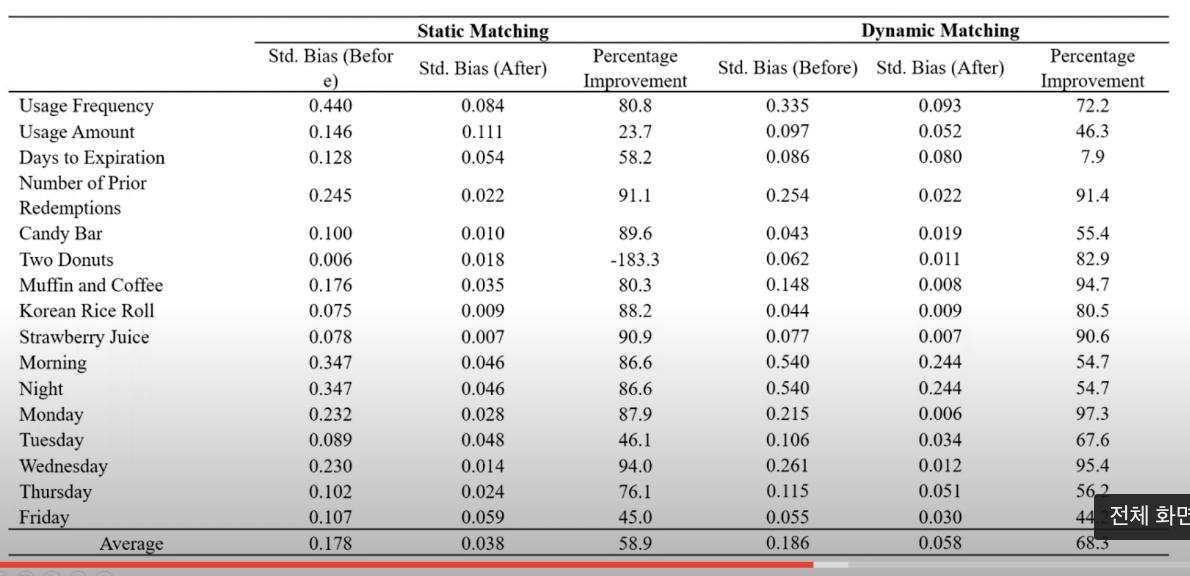 Static Matching Dynamic Matching
Std. Bias (Befor
e) Std. Bias (After) Percentage
Improvement Std. Bias (Before) Std. Bias (After) Percentage
Improvement
Usage Frequency 0.440 0.084 80.8 0.335 0.093 72.2
Usage Amount 0.146 0.111 23.7 0.097 0.052 46.3
Days to Expiration 0.128 0.054 58.2 0.086 0.080 7.9
Number of Prior
Redemptions 0.245 0.022 91.1 0.254 0.022 91.4
Candy Bar 0.100 0.010 89.6 0.043 0.019 55.4
Two Donuts 0.006 0.018 -183.3 0.062 0.011 82.9
Muffin and Coffee 0.176 0.035 80.3 0.148 0.008 94.7
Korean Rice Roll 0.075 0.009 88.2 0.044 0.009 80.5
Strawberry Juice 0.078 0.007 90.9 0.077 0.007 90.6
Morning 0.347 0.046 86.6 0.540 0.244 54.7
Night 0.347 0.046 86.6 0.540 0.244 54.7
Monday 0.232 0.028 87.9 0.215 0.006 97.3
Tuesday 0.089 0.048 46.1 0.106 0.034 67.6
Wednesday 0.230 0.014 94.0 0.261 0.012 95.4
Thursday 0.102 0.024 76.1 0.115 0.051 56.2
Friday 0.107 0.059 45.0 0.055 0.030
전체 화면
Average 0.178 0.038 58.9 0.186 0.058 68.3